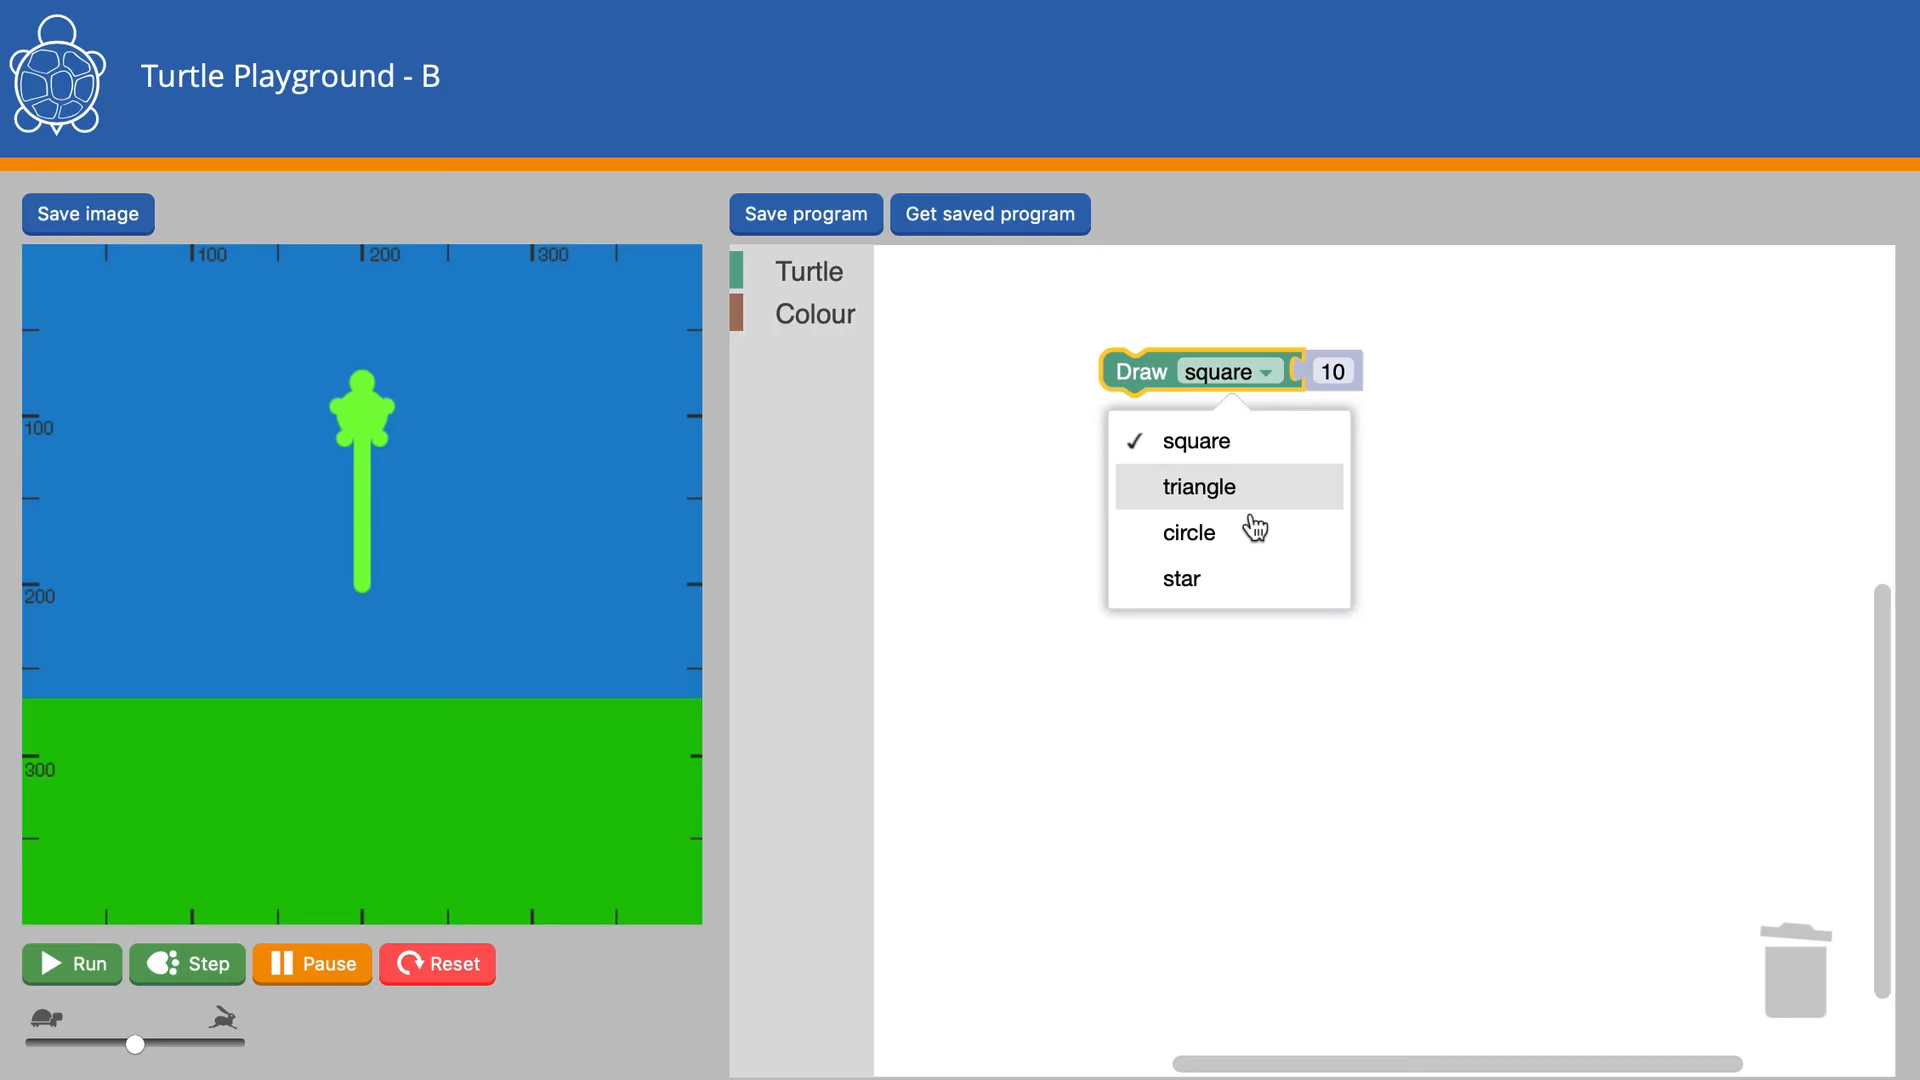 Turtle Playground - B
Save image
Save program
Get saved program
100
200
300
100
200
300
Turtle
Colour
Draw square 10
✓ square
triangle
circle
star
Run
Step
Pause
Reset